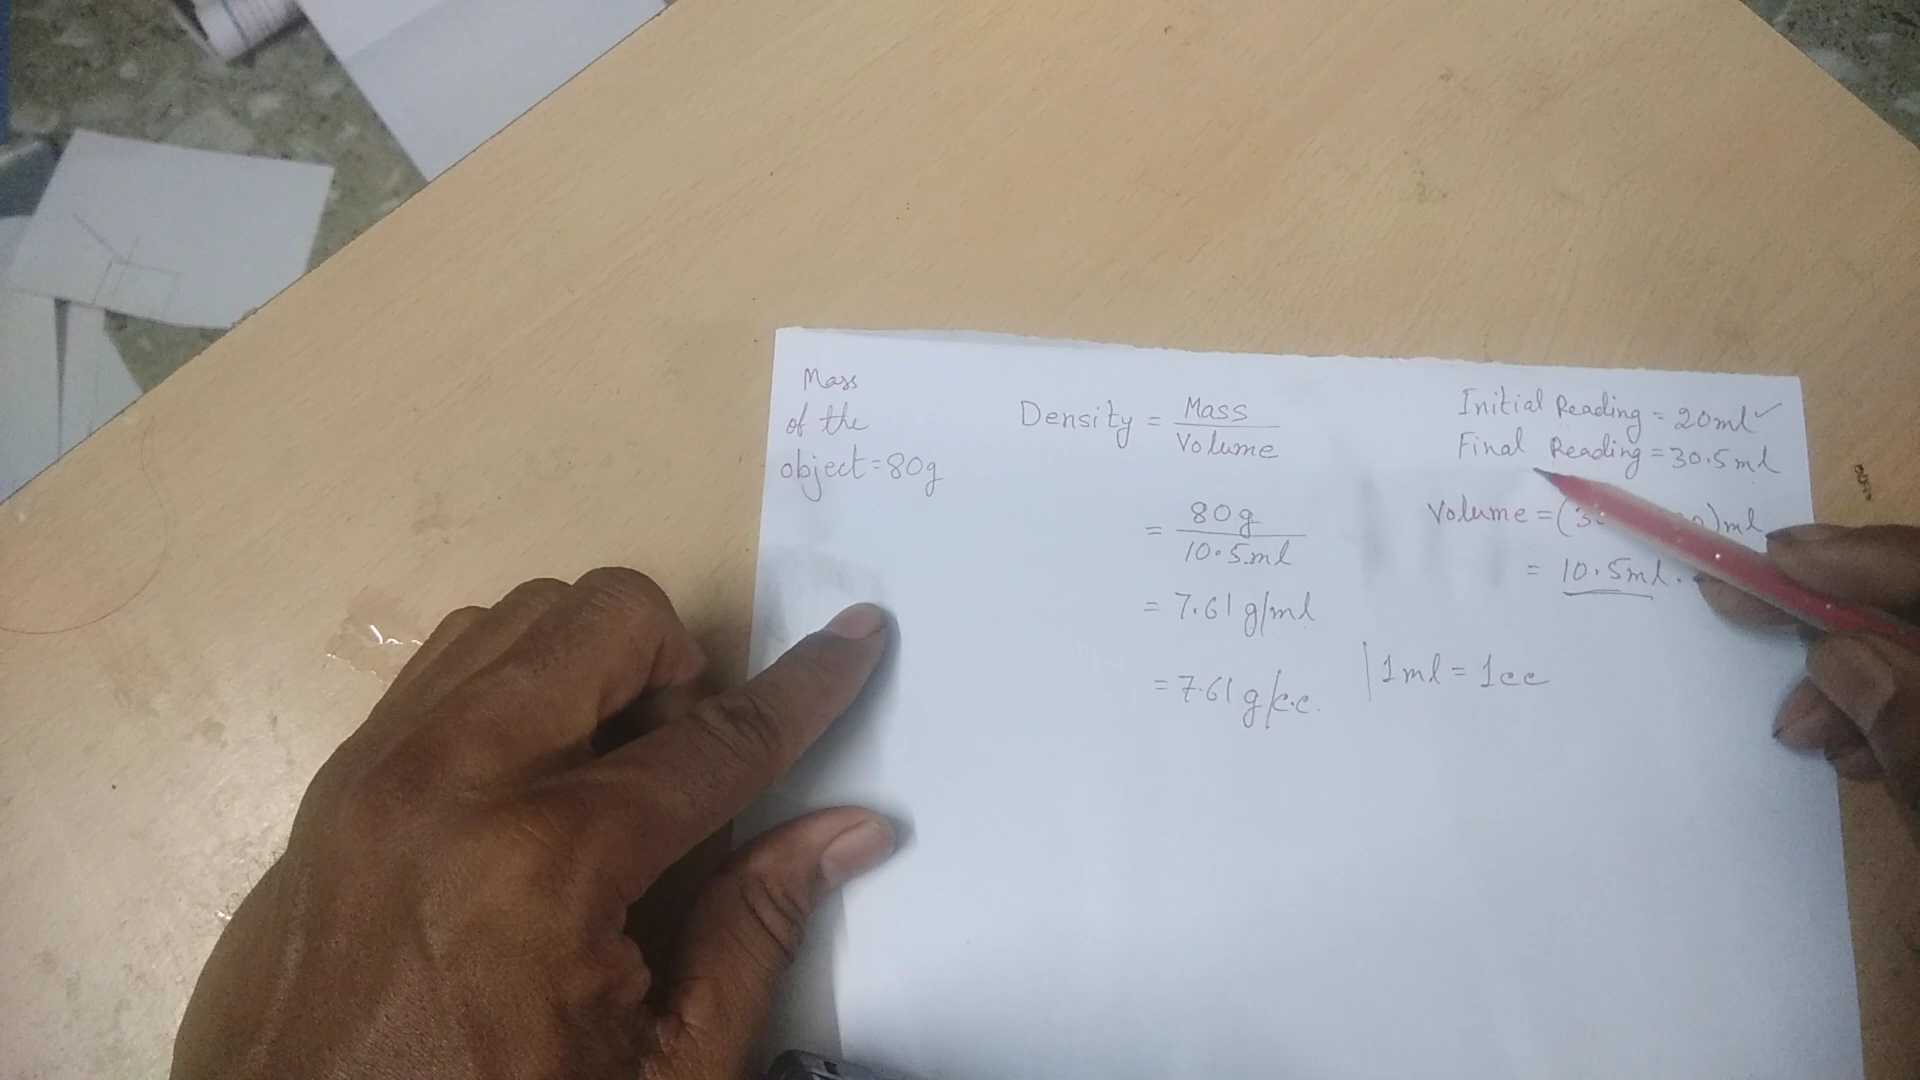 Mass
of the
object = 80g
Density = Mass
Volume
= 80g
10.5ml
= 7.61 g/ml
= 7.61 g/c.c.
Initial Reading = 20ml ✓
Final Reading = 30.5ml
Volume = ( )ml
= 10.5ml.
1ml = 1cc